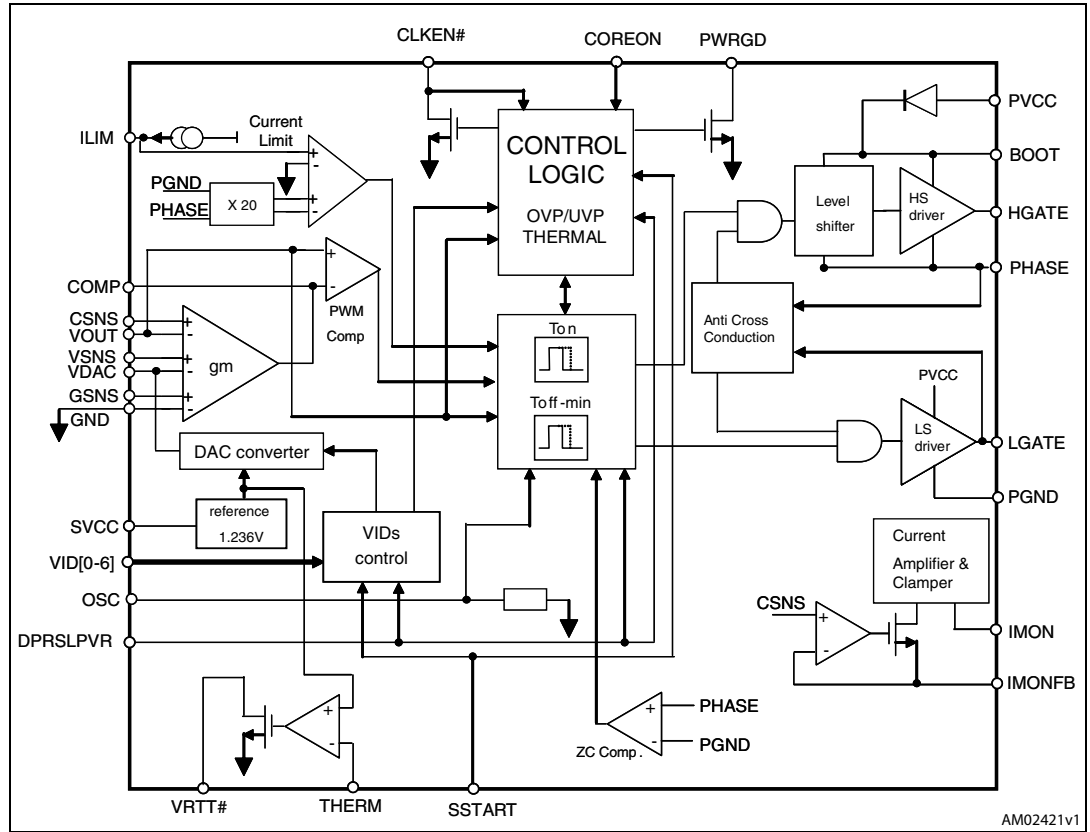 CLKEN#
COREON
PWRGD
PVCC
ILIM
Current
Limit
+
-
CONTROL
LOGIC
OVP/UVP
THERMAL
BOOT
PGND
PHASE
X 20
+
-
Level
shifter
HS
driver
HGATE
PHASE
COMP
+
-
PWM
Comp
CSNS
VOUT
VSNS
VDAC
GSNS
GND
+
-
+
-
+
-
gm
Ton
Toff-min
Anti Cross
Conduction
PVCC
LS
driver
LGATE
PGND
DAC converter
SVCC
reference
1.236V
VIDs
control
VID[0-6]
OSC
DPRSLPVR
Current
Amplifier &
Clamper
CSNS
+
-
IMON
IMONFB
+
-
+
-
PHASE
PGND
ZC Comp.
VRTT#
THERM
SSTART
AM02421v1